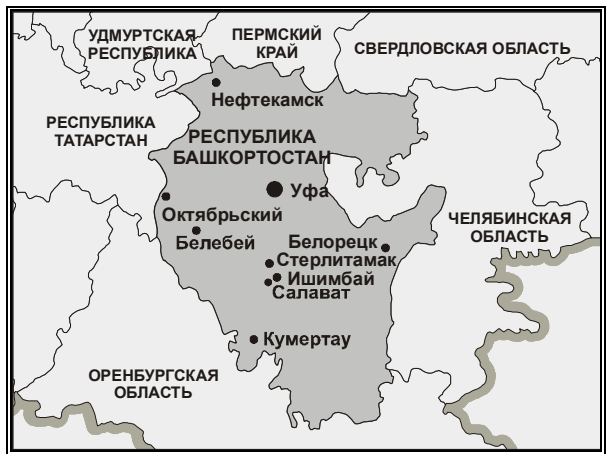 УДМУРТСКАЯ
РЕСПУБЛИКА
ПЕРМСКИЙ
КРАЙ
СВЕРДЛОВСКАЯ ОБЛАСТЬ
Нефтекамск
РЕСПУБЛИКА
ТАТАРСТАН
РЕСПУБЛИКА
БАШКОРТОСТАН
Уфа
Октябрьский
Белебей
ЧЕЛЯБИНСКАЯ
ОБЛАСТЬ
Белорецк
Стерлитамак
Ишимбай
Салават
Кумертау
ОРЕНБУРГСКАЯ
ОБЛАСТЬ